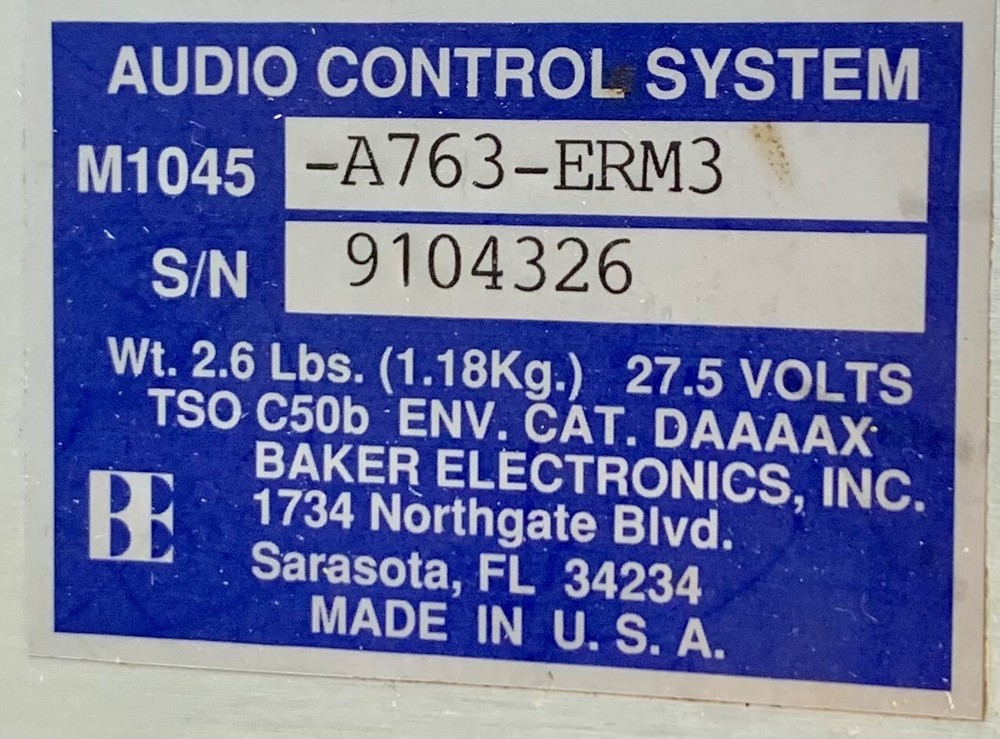 AUDIO CONTROL SYSTEM
M1045 -A763-ERM3
S/N 9104326
Wt. 2.6 Lbs. (1.18Kg.) 27.5 VOLTS
TSO C50b ENV. CAT. DAAAAX
BAKER ELECTRONICS, INC.
BE 1734 Northgate Blvd.
Sarasota, FL 34234
MADE IN U. S. A.